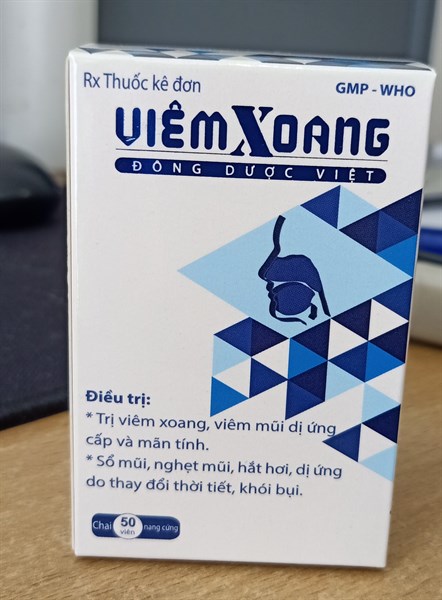 Rx Thuốc kê đơn
GMP - WHO
VIÊMXOANG
ĐÔNG DƯỢC VIỆT
Điều trị:
* Trị viêm xoang, viêm mũi dị ứng
cấp và mãn tính.
* Sổ mũi, nghẹt mũi, hắt hơi, dị ứng
do thay đổi thời tiết, khói bụi.
Chai 50 viên nang cứng